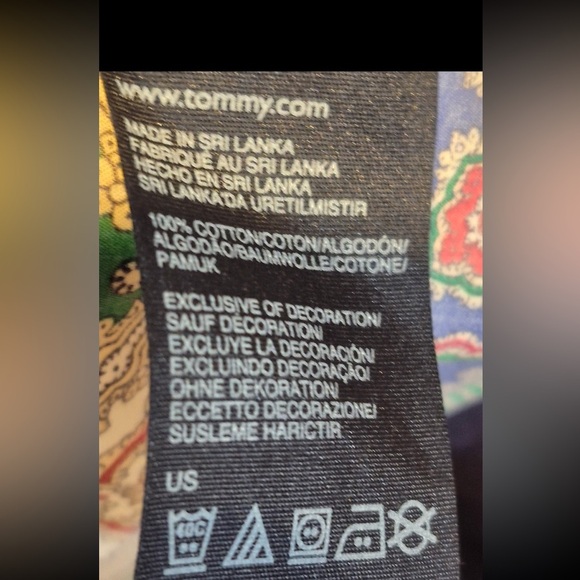 www.tommy.com
MADE IN SRI LANKA
FABRIQUÉ AU SRI LANKA
HECHO EN SRI LANKA
SRI LANKA'DA URETILMISTIR
100% COTTON/COTON/ALGODÓN/
ALGODÃO/BAUMWOLLE/COTONE/
PAMUK
EXCLUSIVE OF DECORATION/
SAUF DECORATION/
EXCLUYE LA DECORACIÓN/
EXCLUINDO DECORAÇÃO/
OHNE DEKORATION/
ECCETTO DECORAZIONE/
SUSLEME HARICTIR
US
40C